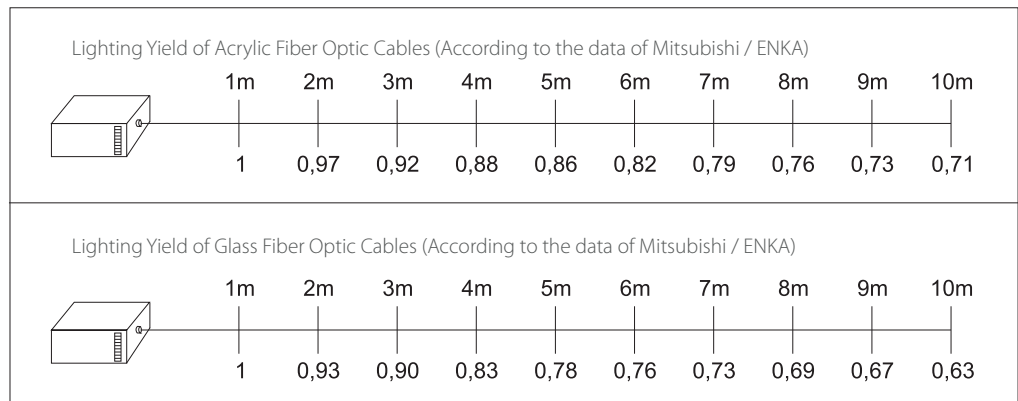 Lighting Yield of Acrylic Fiber Optic Cables (According to the data of Mitsubishi / ENKA)
1m 2m 3m 4m 5m 6m 7m 8m 9m 10m
1 0,97 0,92 0,88 0,86 0,82 0,79 0,76 0,73 0,71
Lighting Yield of Glass Fiber Optic Cables (According to the data of Mitsubishi / ENKA)
1m 2m 3m 4m 5m 6m 7m 8m 9m 10m
1 0,93 0,90 0,83 0,78 0,76 0,73 0,69 0,67 0,63